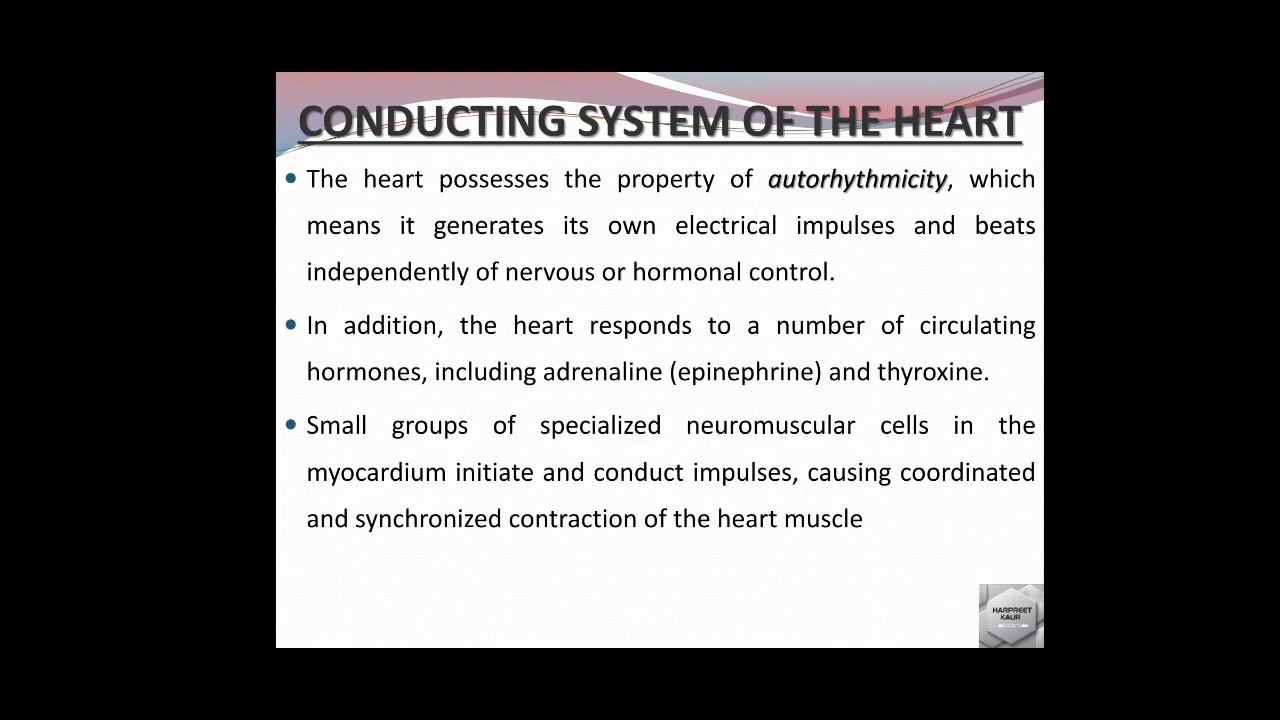 CONDUCTING SYSTEM OF THE HEART
• The heart possesses the property of autorhythmicity, which
means it generates its own electrical impulses and beats
independently of nervous or hormonal control.
• In addition, the heart responds to a number of circulating
hormones, including adrenaline (epinephrine) and thyroxine.
• Small groups of specialized neuromuscular cells in the
myocardium initiate and conduct impulses, causing coordinated
and synchronized contraction of the heart muscle
HARPREET
KAUR